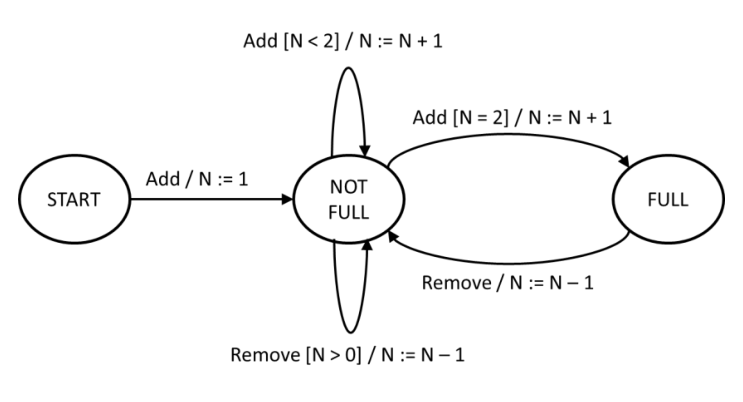 Add [N < 2] / N := N + 1
Add [N = 2] / N := N + 1
Add / N := 1
START
NOT
FULL
FULL
Remove / N := N – 1
Remove [N > 0] / N := N – 1